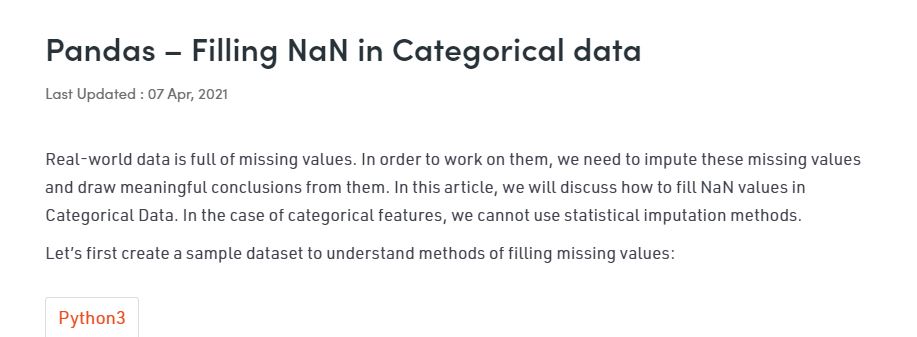 Pandas – Filling NaN in Categorical data
Last Updated : 07 Apr, 2021
Real-world data is full of missing values. In order to work on them, we need to impute these missing values
and draw meaningful conclusions from them. In this article, we will discuss how to fill NaN values in
Categorical Data. In the case of categorical features, we cannot use statistical imputation methods.
Let's first create a sample dataset to understand methods of filling missing values:
Python3